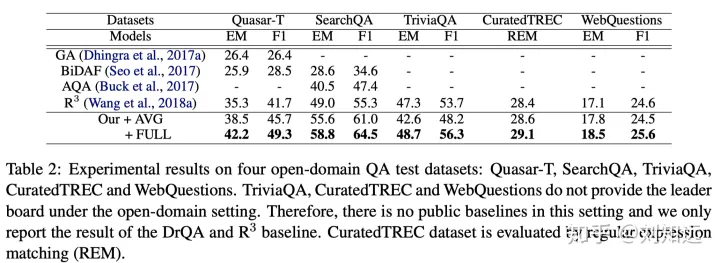 Datasets Quasar-T SearchQA TriviaQA CuratedTREC WebQuestions
Models EM F1 EM F1 EM F1 REM EM F1
GA (Dhingra et al., 2017a) 26.4 26.4 - - - - - - -
BiDAF (Seo et al., 2017) 25.9 28.5 28.6 34.6 - - - - -
AQA (Buck et al., 2017) - - 40.5 47.4 - - - - -
R³ (Wang et al., 2018a) 35.3 41.7 49.0 55.3 47.3 53.7 28.4 17.1 24.6
Our + AVG 38.5 45.7 55.6 61.0 42.6 48.2 28.6 17.8 24.5
+ FULL 42.2 49.3 58.8 64.5 48.7 56.3 29.1 18.5 25.6
Table 2: Experimental results on four open-domain QA test datasets: Quasar-T, SearchQA, TriviaQA,
CuratedTREC and WebQuestions. TriviaQA, CuratedTREC and WebQuestions do not provide the leader
board under the open-domain setting. Therefore, there is no public baselines in this setting and we only
report the result of the DrQA and R³ baseline. CuratedTREC dataset is evaluated by regular expression
matching (REM).
知乎 @刘知远